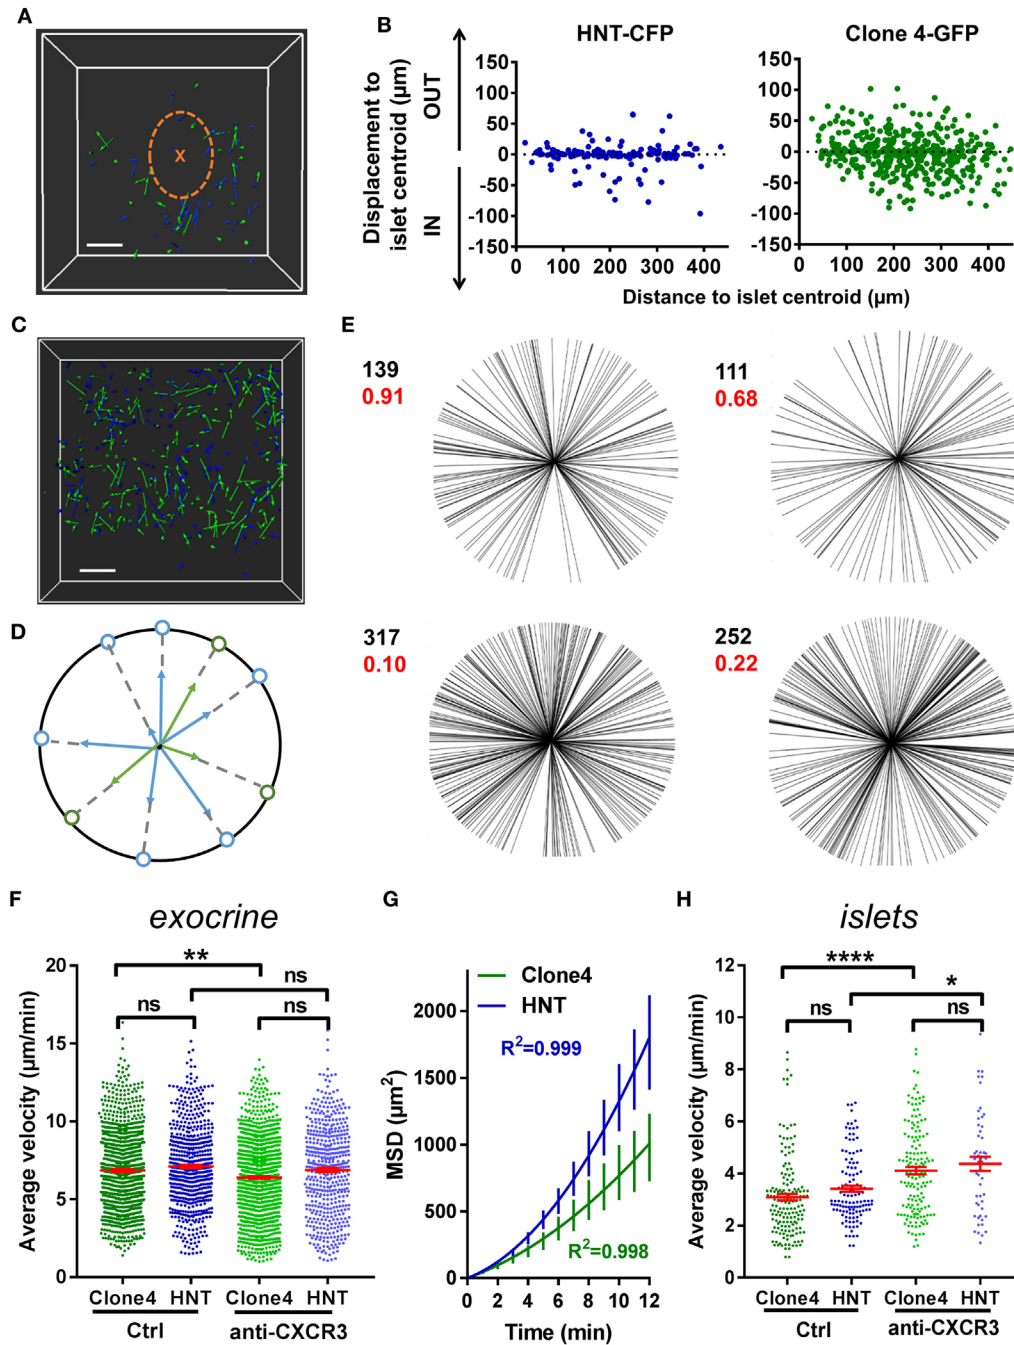 A
X
B
HNT-CFP
Clone 4-GFP
Displacement to
islet centroid (µm)
OUT
IN
150
100
50
0
-50
-100
-150
0 100 200 300 400
150
100
50
0
-50
-100
-150
0 100 200 300 400
Distance to islet centroid (µm)
C
D
E
139
0.91
111
0.68
317
0.10
252
0.22
F
exocrine
**
ns
ns
ns
Average velocity (µm/min)
20
15
10
5
0
Clone4 HNT Clone4 HNT
Ctrl anti-CXCR3
G
Clone4
HNT
R²=0.999
R²=0.998
MSD (µm²)
2000
1500
1000
500
0
0 2 4 6 8 10 12
Time (min)
H
islets
****
*
ns
ns
Average velocity (µm/min)
12
10
8
6
4
2
0
Clone4 HNT Clone4 HNT
Ctrl anti-CXCR3